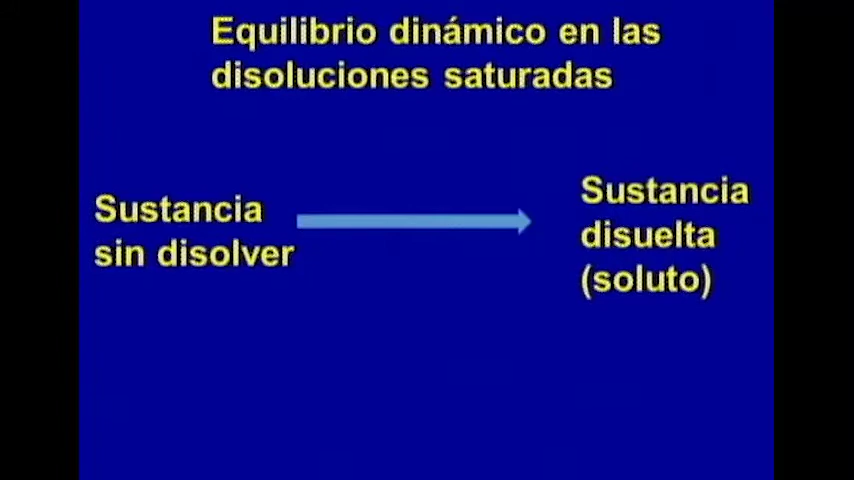 Equilibrio dinámico en las
disoluciones saturadas
Sustancia
sin disolver
Sustancia
disuelta
(soluto)